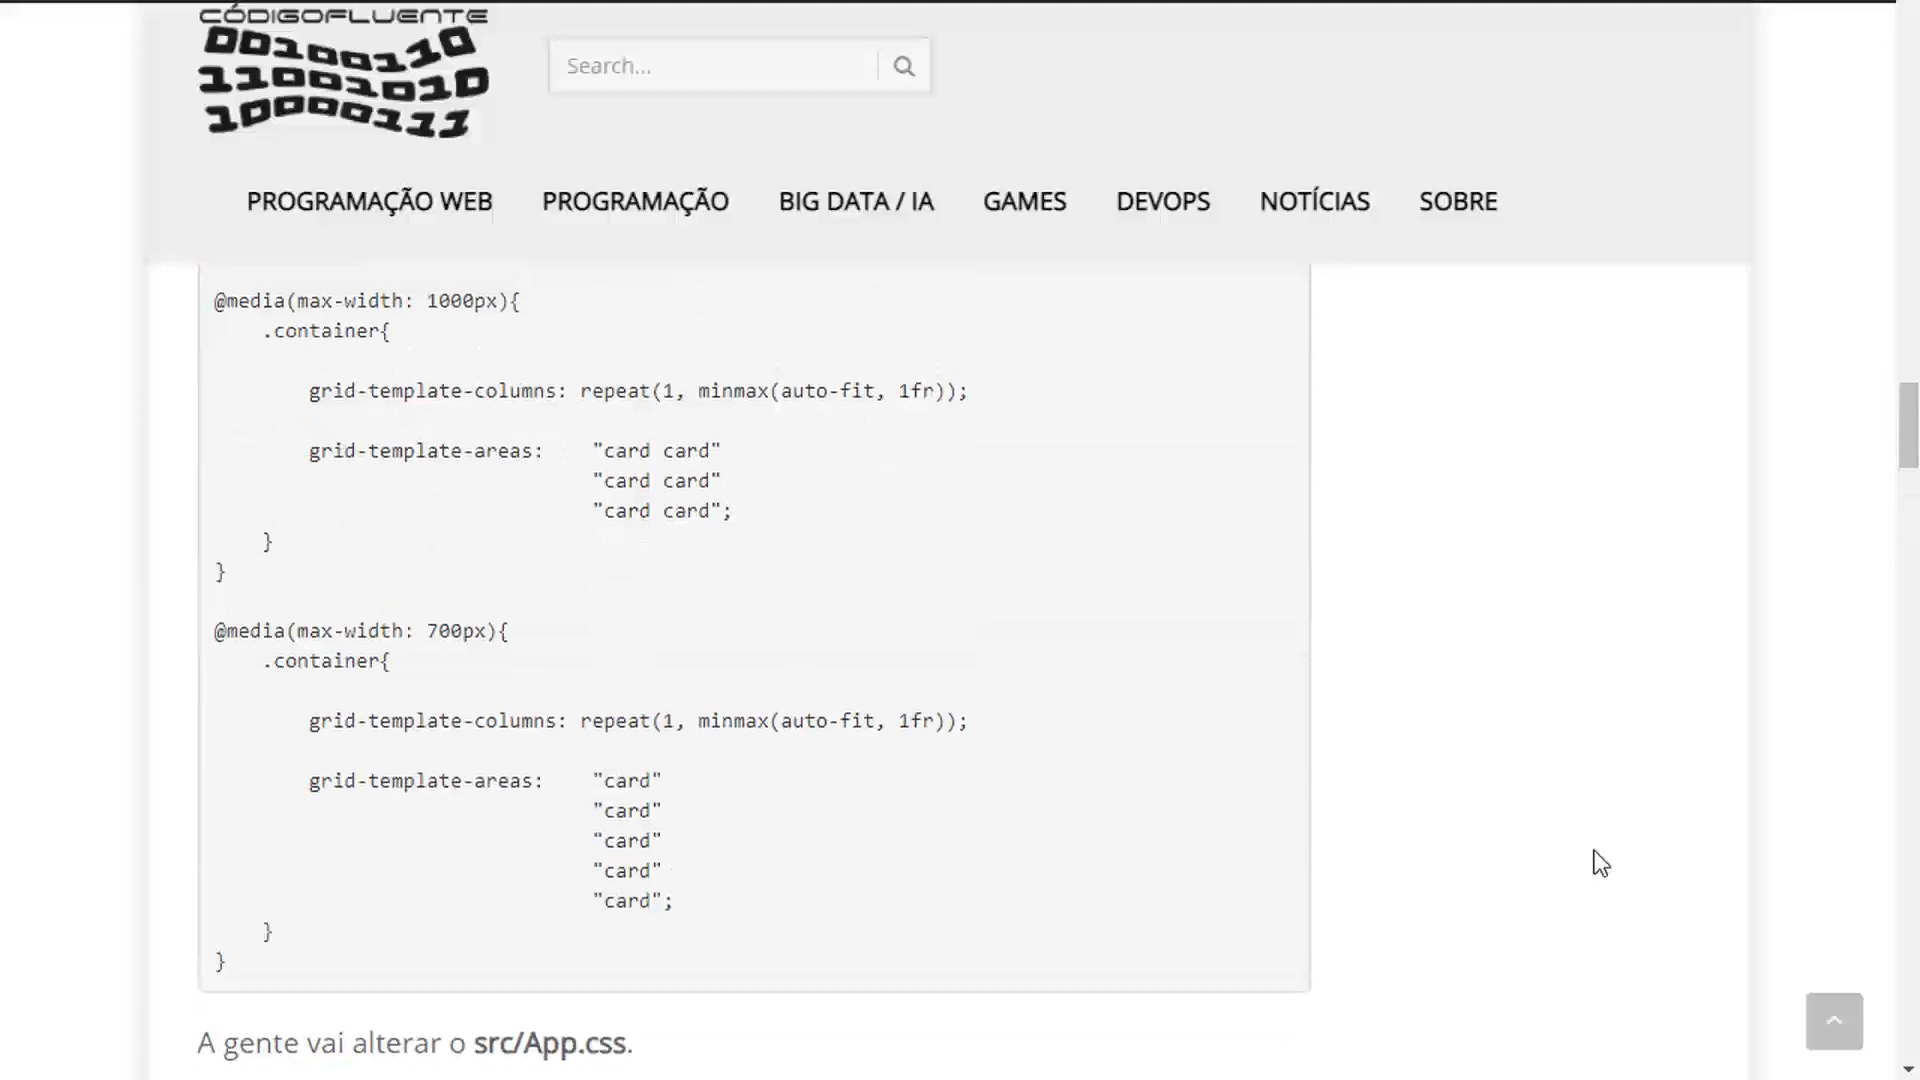 CÓDIGOFLUENTE
00100110
11001010
10000111
Search...
PROGRAMAÇÃO WEB PROGRAMAÇÃO BIG DATA / IA GAMES DEVOPS NOTÍCIAS SOBRE
@media(max-width: 1000px){
.container{
grid-template-columns: repeat(1, minmax(auto-fit, 1fr));
grid-template-areas: "card card"
"card card"
"card card";
}
}
@media(max-width: 700px){
.container{
grid-template-columns: repeat(1, minmax(auto-fit, 1fr));
grid-template-areas: "card"
"card"
"card"
"card"
"card";
}
}
A gente vai alterar o src/App.css.